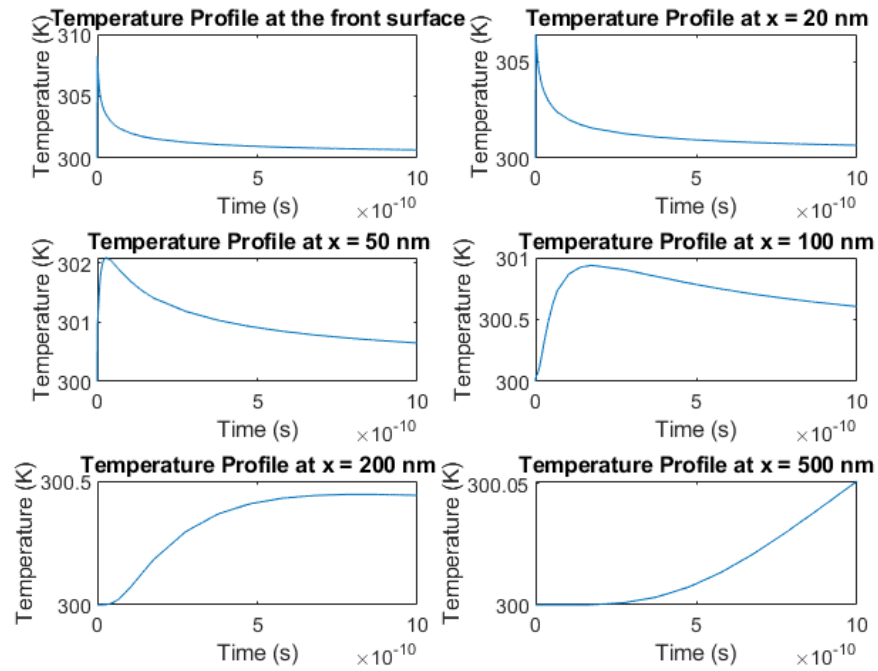 Temperature Profile at the front surface
310
305
300
Temperature (K)
0 5 10
Time (s)
×10⁻¹⁰
Temperature Profile at x = 20 nm
305
300
Temperature (K)
0 5 10
Time (s)
×10⁻¹⁰
Temperature Profile at x = 50 nm
302
301
300
Temperature (K)
0 5 10
Time (s)
×10⁻¹⁰
Temperature Profile at x = 100 nm
301
300.5
300
Temperature (K)
0 5 10
Time (s)
×10⁻¹⁰
Temperature Profile at x = 200 nm
300.5
300
Temperature (K)
0 5 10
Time (s)
×10⁻¹⁰
Temperature Profile at x = 500 nm
300.05
300
Temperature (K)
0 5 10
Time (s)
×10⁻¹⁰